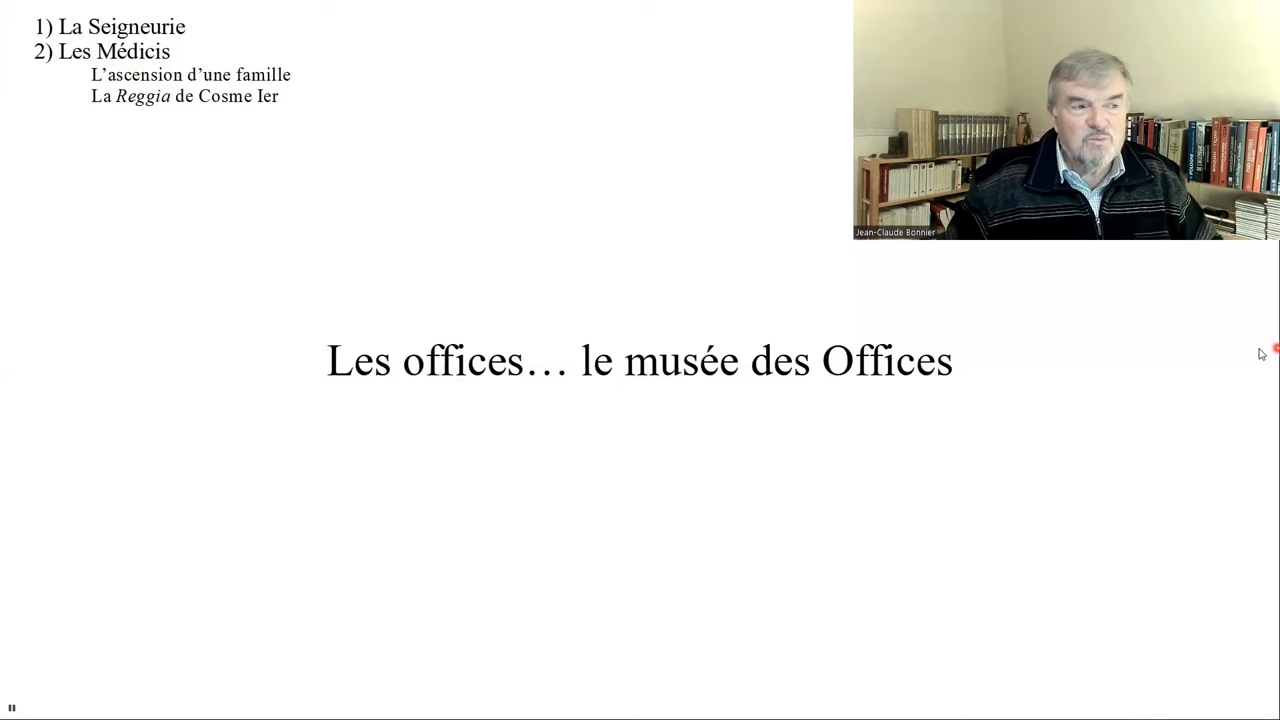 1) La Seigneurie
2) Les Médicis
L’ascension d’une famille
La Reggia de Cosme Ier
Jean-Claude Bonnier
Les offices… le musée des Offices